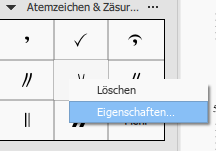 Atemzeichen & Zäsur... ...
Löschen
Eigenschaften...